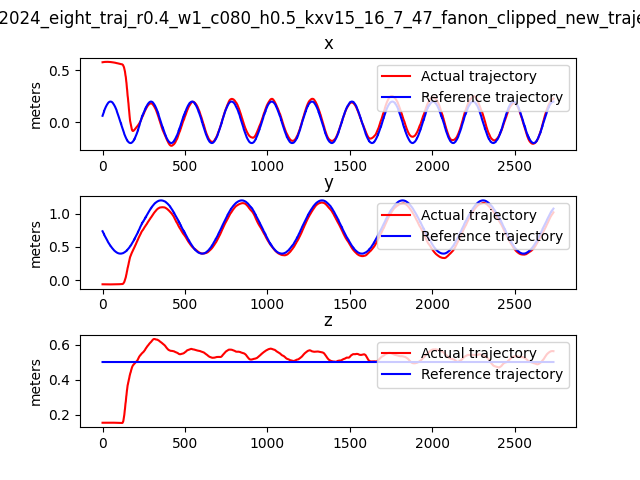 2024_eight_traj_r0.4_w1_c080_h0.5_kxv15_16_7_47_fanon_clipped_new_traje
x
0.5
0.0
meters
Actual trajectory
Reference trajectory
0 500 1000 1500 2000 2500
y
1.0
0.5
0.0
meters
Actual trajectory
Reference trajectory
0 500 1000 1500 2000 2500
z
0.6
0.4
0.2
meters
Actual trajectory
Reference trajectory
0 500 1000 1500 2000 2500